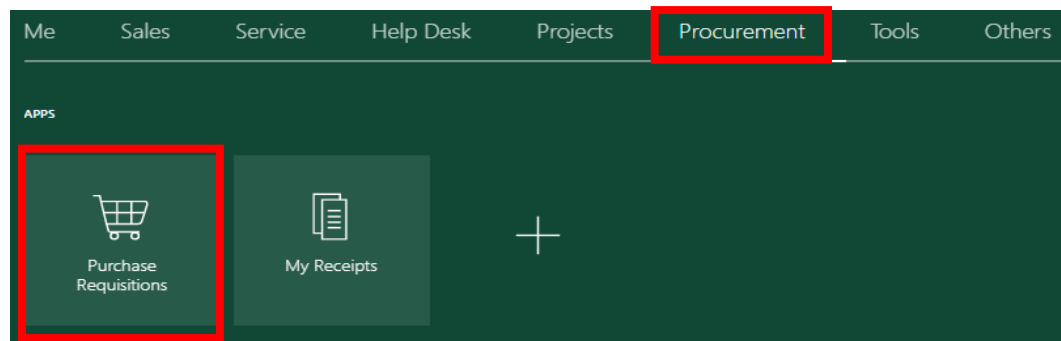 Me Sales Service Help Desk Projects Procurement Tools Others
APPS
Purchase
Requisitions
My Receipts